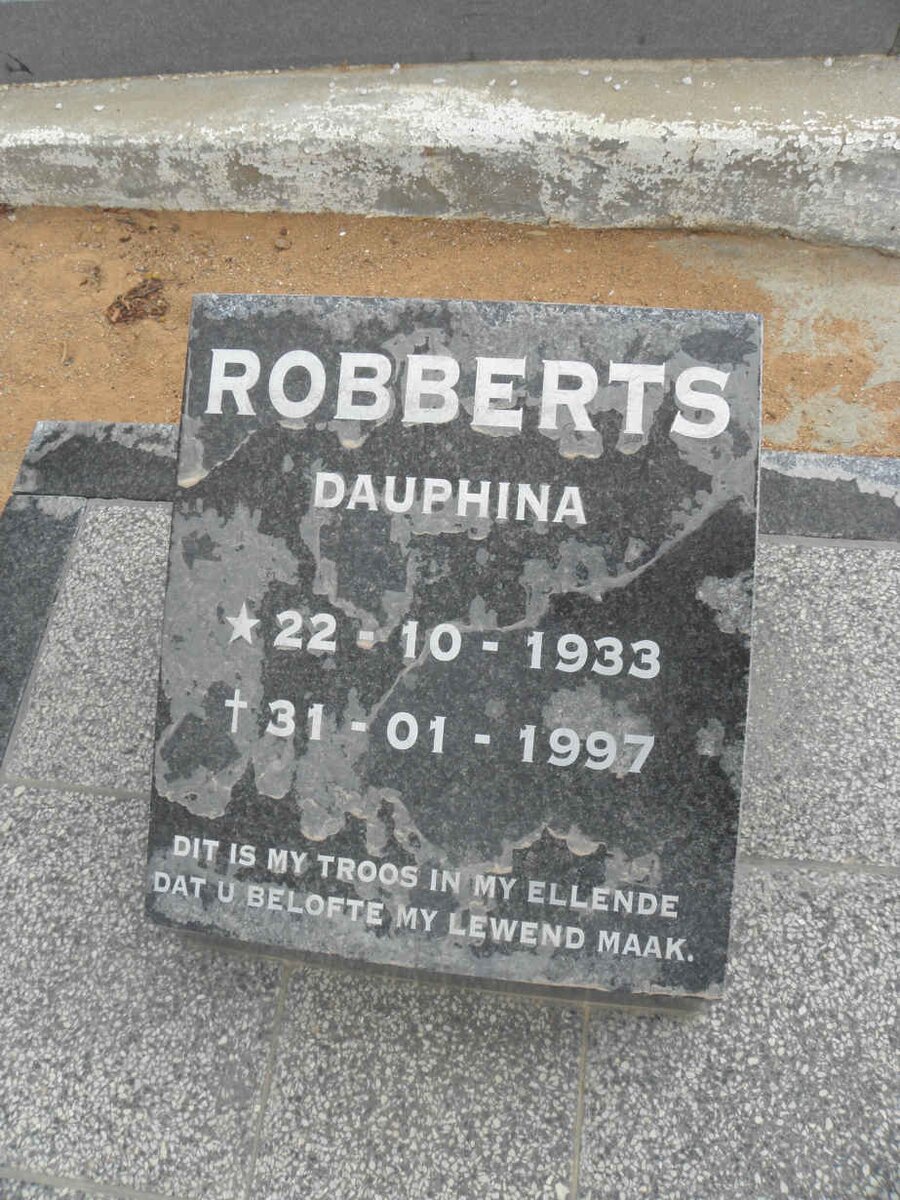 ROBBERTS
DAUPHINA
★ 22 - 10 - 1933
† 31 - 01 - 1997
DIT IS MY TROOS IN MY ELLENDE
DAT U BELOFTE MY LEWEND MAAK.